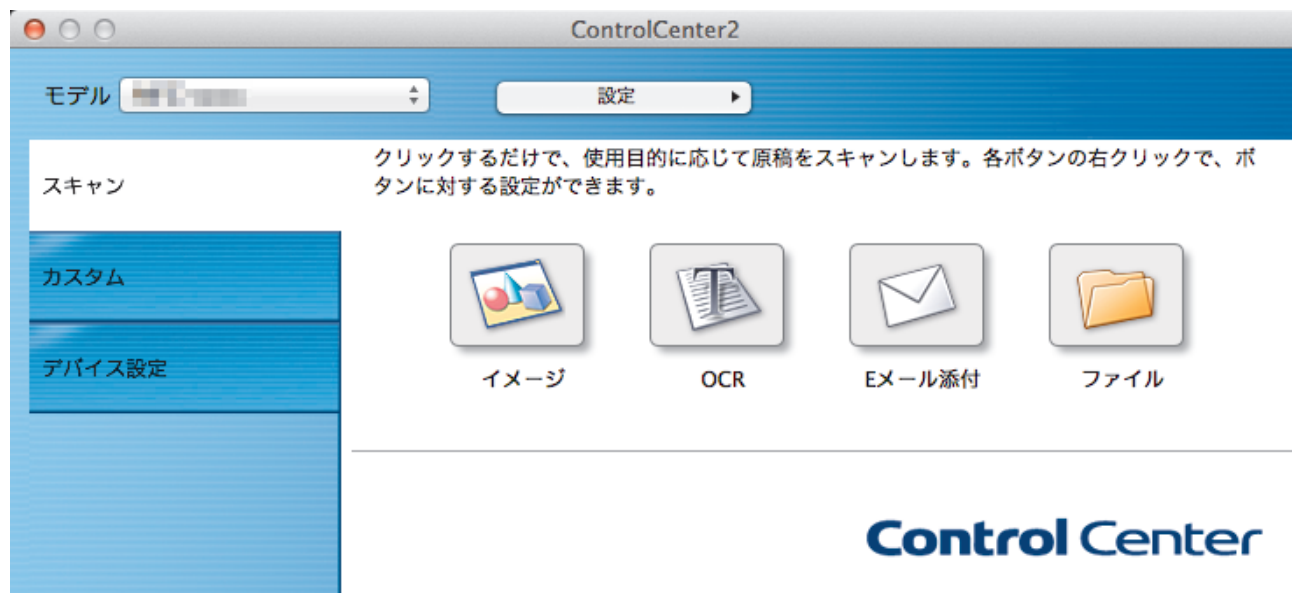 ControlCenter2
モデル
設定
スキャン
カスタム
デバイス設定
クリックするだけで、使用目的に応じて原稿をスキャンします。各ボタンの右クリックで、ボ
タンに対する設定ができます。
イメージ
OCR
Eメール添付
ファイル
Control Center